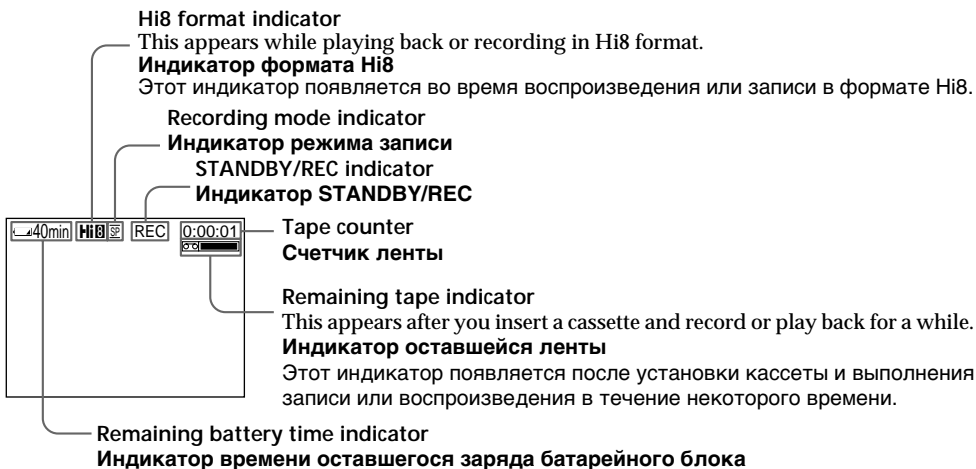 Hi8 format indicator
This appears while playing back or recording in Hi8 format.
Индикатор формата Hi8
Этот индикатор появляется во время воспроизведения или записи в формате Hi8.
Recording mode indicator
Индикатор режима записи
STANDBY/REC indicator
Индикатор STANDBY/REC
40min Hi8 SP REC 0:00:01
Tape counter
Счетчик ленты
Remaining tape indicator
This appears after you insert a cassette and record or play back for a while.
Индикатор оставшейся ленты
Этот индикатор появляется после установки кассеты и выполнения
записи или воспроизведения в течение некоторого времени.
Remaining battery time indicator
Индикатор времени оставшегося заряда батарейного блока